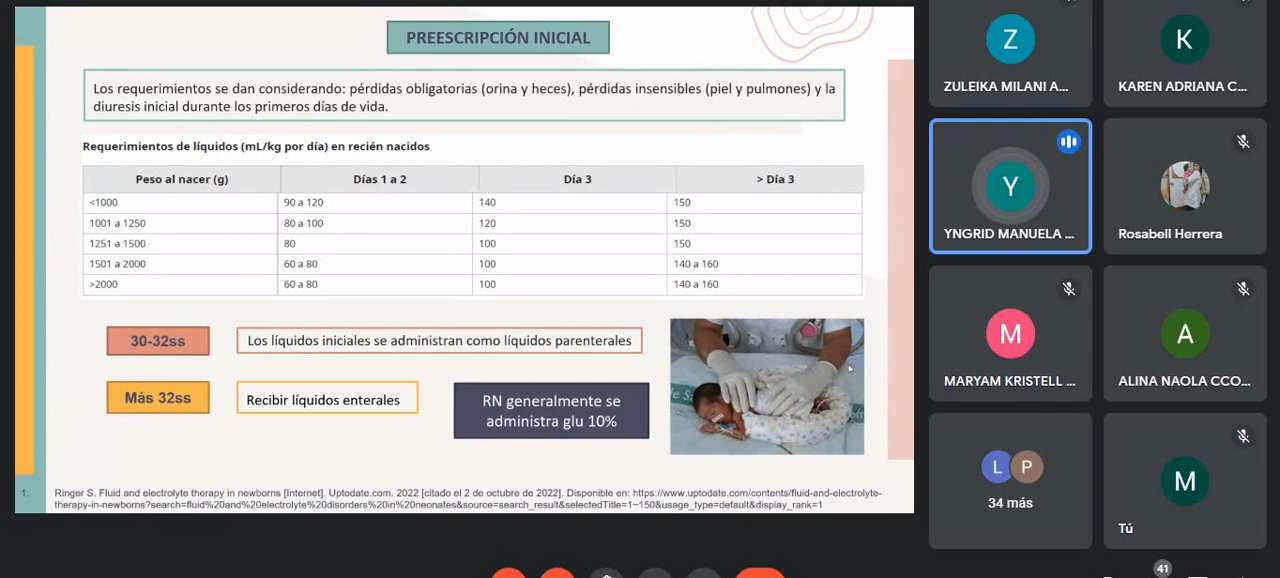 PREESCRIPCIÓN INICIAL
Los requerimientos se dan considerando: pérdidas obligatorias (orina y heces), pérdidas insensibles (piel y pulmones) y la
diuresis inicial durante los primeros días de vida.
Requerimientos de líquidos (mL/kg por día) en recién nacidos
Peso al nacer (g) Días 1 a 2 Día 3 > Día 3
<1000 90 a 120 140 150
1001 a 1250 80 a 100 120 150
1251 a 1500 80 100 150
1501 a 2000 60 a 80 100 140 a 160
>2000 60 a 80 100 140 a 160
30-32ss
Los líquidos iniciales se administran como líquidos parenterales
Más 32ss
Recibir líquidos enterales
RN generalmente se
administra glu 10%
1.
Ringer S. Fluid and electrolyte therapy in newborns [Internet]. Uptodate.com. 2022 [citado el 2 de octubre de 2022]. Disponible en: https://www.uptodate.com/contents/fluid-and-electrolyte-
therapy-in-newborns?search=fluid%20and%20electrolyte%20disorders%20in%20neonates&source=search_result&selectedTitle=1~150&usage_type=default&display_rank=1
Z
ZULEIKA MILANI A...
K
KAREN ADRIANA C...
Y
YNGRID MANUELA ...
Rosabell Herrera
M
MARYAM KRISTELL ...
A
ALINA NAOLA CCO...
L P
34 más
M
Tú
41